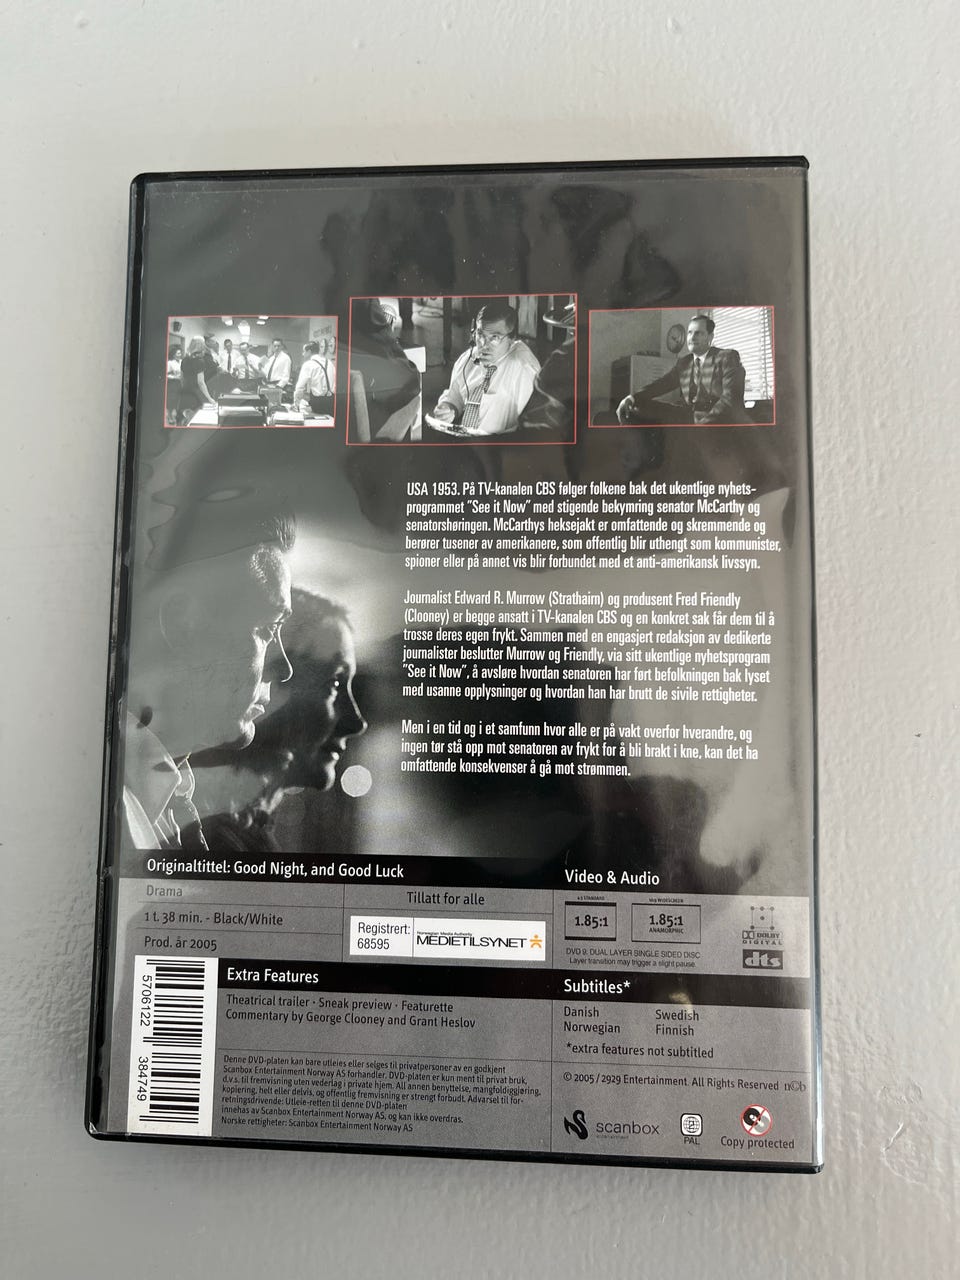 USA 1953. På TV-kanalen CBS følger folkene bak det ukentlige nyhets-
programmet "See it Now" med stigende bekymring senator McCarthy og
senatorshøringen. McCarthys heksejakt er omfattende og skremmende og
berører tusener av amerikanere, som offentlig blir uthengt som kommunister,
spioner eller på annet vis blir forbundet med et anti-amerikansk livssyn.
Journalist Edward R. Murrow (Strathairn) og produsent Fred Friendly
(Clooney) er begge ansatt i TV-kanalen CBS og en konkret sak får dem til å
trosse deres egen frykt. Sammen med en engasjert redaksjon av dedikerte
journalister beslutter Murrow og Friendly, via sitt ukentlige nyhetsprogram
"See it Now", å avsløre hvordan senatoren har ført befolkningen bak lyset
med usanne opplysninger og hvordan han har brutt de sivile rettigheter.
Men i en tid og i et samfunn hvor alle er på vakt overfor hverandre, og
ingen tør stå opp mot senatoren av frykt for å bli brakt i kne, kan det ha
omfattende konsekvenser å gå mot strømmen.
Originaltittel: Good Night, and Good Luck
Drama
Tillatt for alle
1 t. 38 min. - Black/White
Prod. år 2005
Registrert:
68595
Norwegian Media Authority
MEDIETILSYNET
Video & Audio
4:3 STANDARD
1.85:1
16:9 WIDESCREEN
1.85:1
ANAMORPHIC
DVD 9: DUAL LAYER SINGLE SIDED DISC
Layer transition may trigger a slight pause.
DOLBY
DIGITAL
dts
Extra Features
Theatrical trailer · Sneak preview · Featurette
Commentary by George Clooney and Grant Heslov
Subtitles*
Danish Swedish
Norwegian Finnish
*extra features not subtitled
5706122 384749
Denne DVD-platen kan bare utleies eller selges til privatpersoner av en godkjent
Scanbox Entertainment Norway AS forhandler. DVD-platen er kun ment til privat bruk,
d.v.s. til fremvisning uten vederlag i private hjem. All annen benyttelse, mangfoldiggjøring,
kopiering, helt eller delvis, og offentlig fremvisning er strengt forbudt. Advarsel til for-
retningsdrivende: Utleie-retten til denne DVD-platen
innehas av Scanbox Entertainment Norway AS, og kan ikke overdras.
Norske rettigheter: Scanbox Entertainment Norway AS
© 2005 / 2929 Entertainment. All Rights Reserved n©b
scanbox
entertainment
PAL
Copy protected